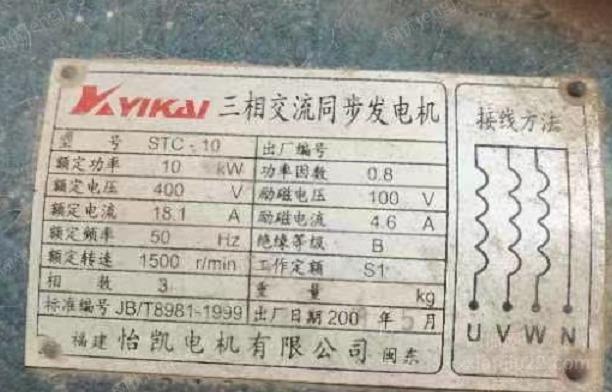 YIKAI 三相交流同步发电机
型 号 STC-10 出厂编号
额定功率 10 kW 功率因数 0.8
额定电压 400 V 励磁电压 100 V
额定电流 18.1 A 励磁电流 4.6 A
额定频率 50 Hz 绝缘等级 B
额定转速 1500 r/min 工作定额 S1
相 数 3 重 量 kg
标准编号 JB/T8981-1999 出厂日期 200 年5月
福建 怡凯电机有限公司 闽东
接线方法
U V W N